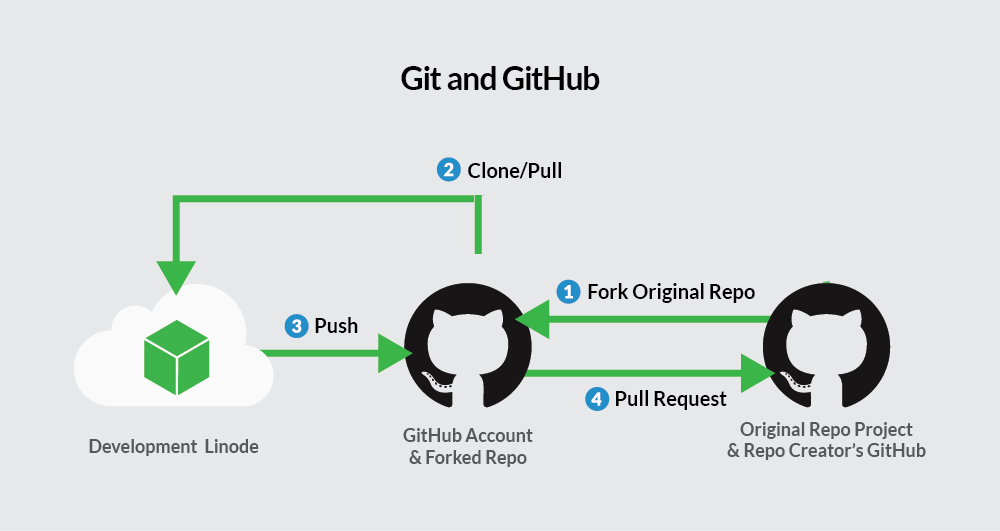 Git and GitHub
2 Clone/Pull
1 Fork Original Repo
3 Push
4 Pull Request
Development Linode
GitHub Account
& Forked Repo
Original Repo Project
& Repo Creator's GitHub